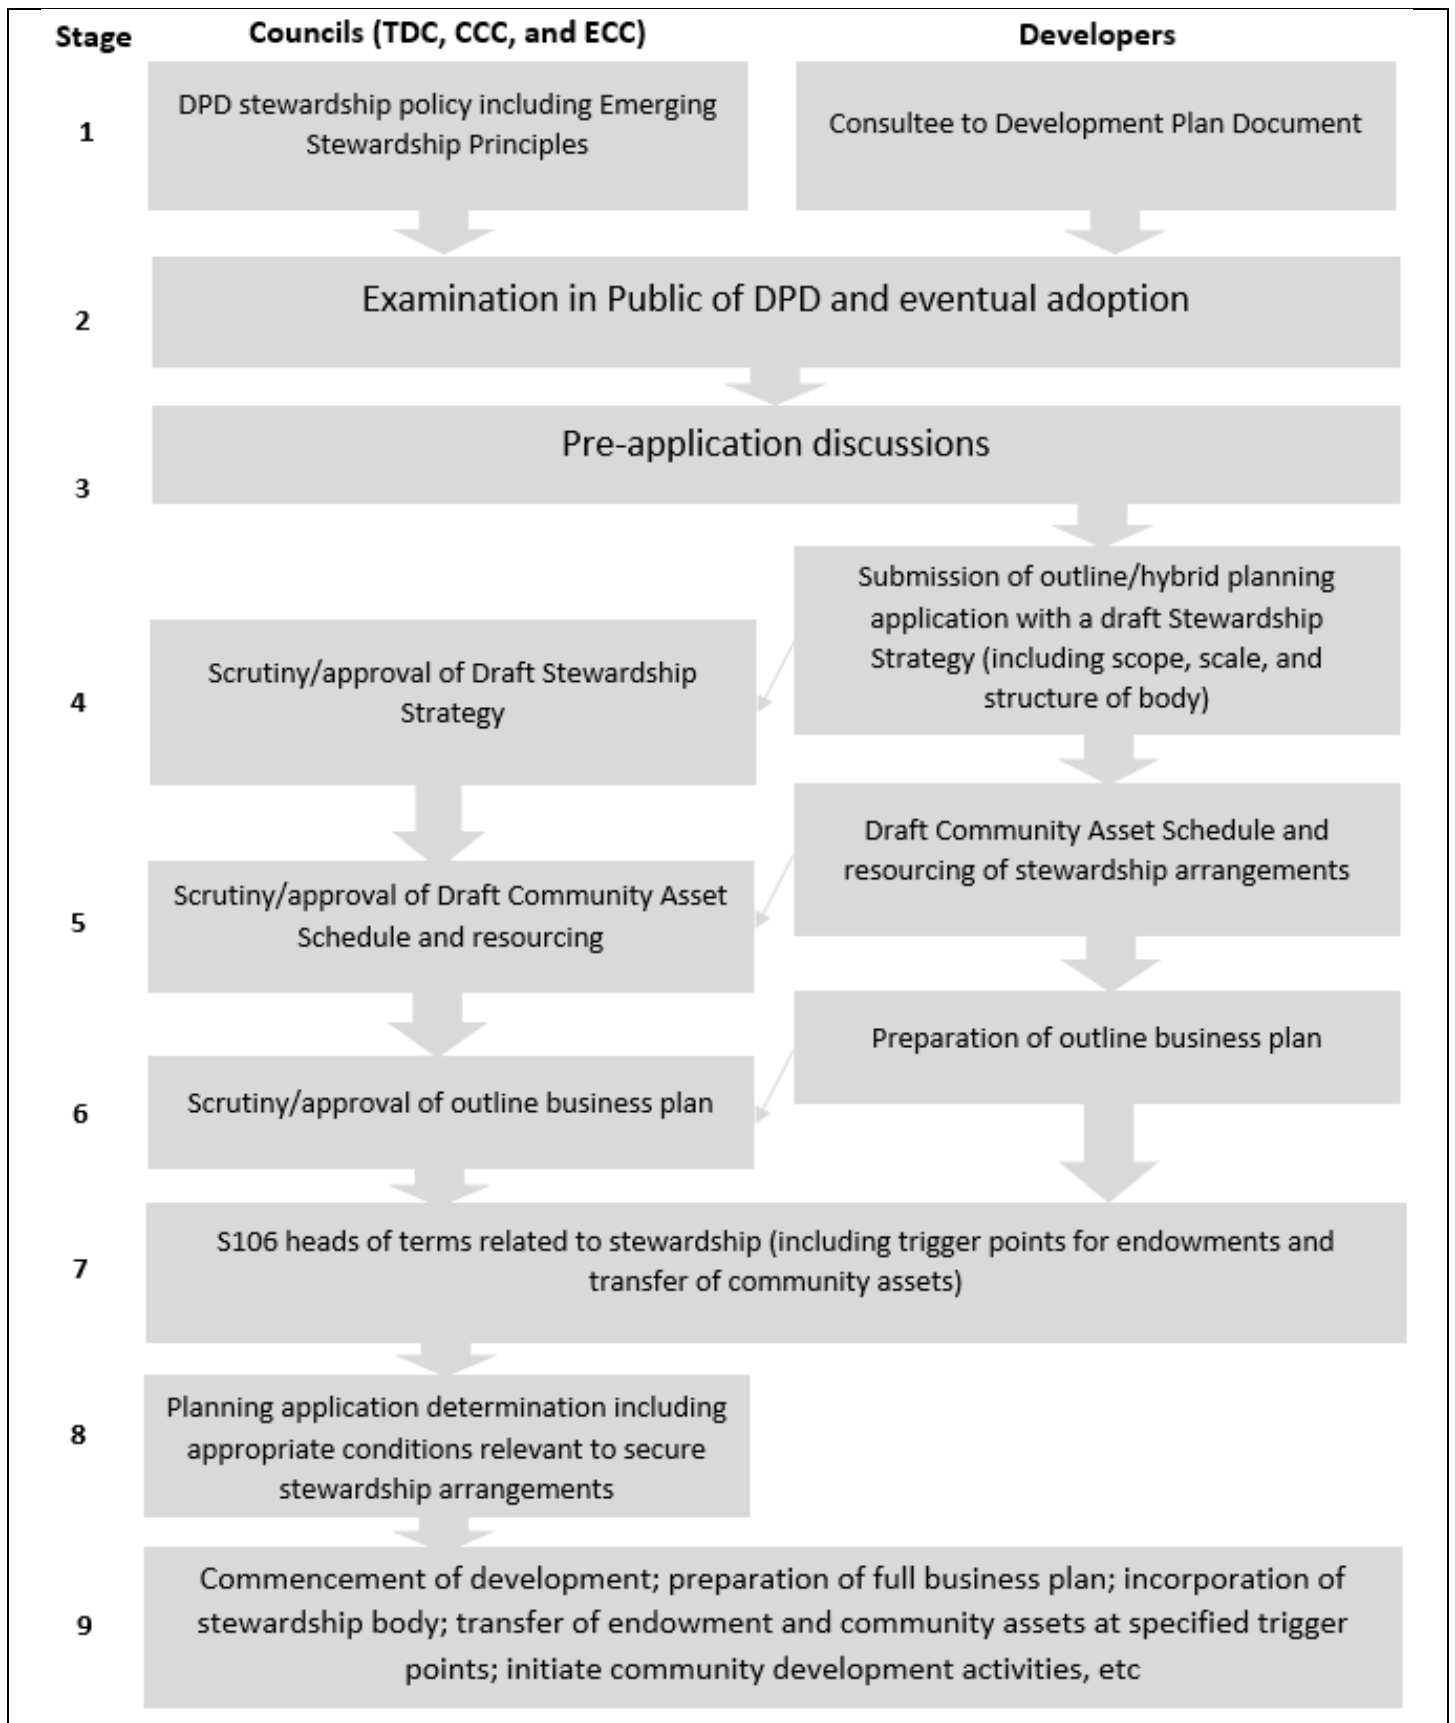 Stage
Councils (TDC, CCC, and ECC)
Developers
1
DPD stewardship policy including Emerging
Stewardship Principles
Consultee to Development Plan Document
2
Examination in Public of DPD and eventual adoption
3
Pre-application discussions
4
Submission of outline/hybrid planning
application with a draft Stewardship
Strategy (including scope, scale, and
structure of body)
Scrutiny/approval of Draft Stewardship
Strategy
5
Draft Community Asset Schedule and
resourcing of stewardship arrangements
Scrutiny/approval of Draft Community Asset
Schedule and resourcing
6
Preparation of outline business plan
Scrutiny/approval of outline business plan
7
S106 heads of terms related to stewardship (including trigger points for endowments and
transfer of community assets)
8
Planning application determination including
appropriate conditions relevant to secure
stewardship arrangements
9
Commencement of development; preparation of full business plan; incorporation of
stewardship body; transfer of endowment and community assets at specified trigger
points; initiate community development activities, etc